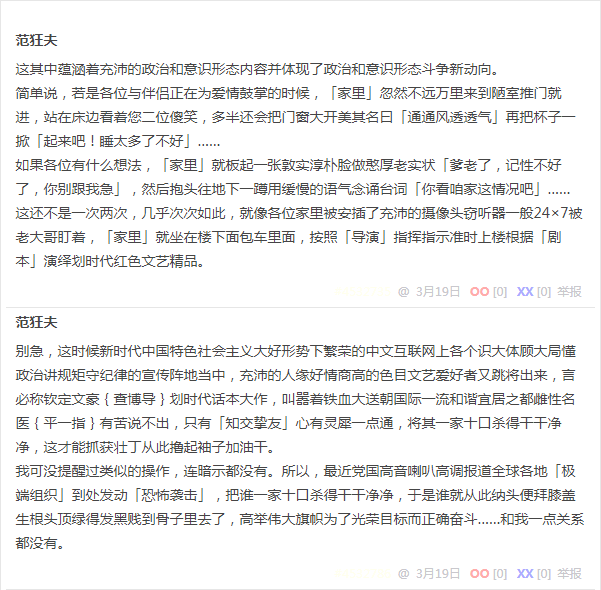 范狂夫
这其中蕴涵着充沛的政治和意识形态内容并体现了政治和意识形态斗争新动向。
简单说，若是各位与伴侣正在为爱情鼓掌的时候，「家里」忽然不远万里来到陋室推门就
进，站在床边看着您二位傻笑，多半还会把门窗大开美其名曰「通通风透透气」再把杯子一
掀「起来吧！睡太多了不好」……
如果各位有什么想法，「家里」就板起一张敦实淳朴脸做憨厚老实状「爹老了，记性不好
了，你别跟我急」，然后抱头往地下一蹲用缓慢的语气念诵台词「你看咱家这情况吧」……
这还不是一次两次，几乎次次如此，就像各位家里被安插了充沛的摄像头窃听器一般24×7被
老大哥盯着，「家里」就坐在楼下面包车里面，按照「导演」指挥指示准时上楼根据「剧
本」演绎划时代红色文艺精品。
@ 3月19日 OO [0] XX [0] 举报
范狂夫
别急，这时候新时代中国特色社会主义大好形势下繁荣的中文互联网上各个识大体顾大局懂
政治讲规矩守纪律的宣传阵地当中，充沛的人缘好情商高的色目文艺爱好者又跳将出来，言
必称钦定文豪｛查博导｝划时代话本大作，叫嚣着铁血大送朝国际一流和谐宜居之都雌性名
医｛平一指｝有苦说不出，只有「知交挚友」心有灵犀一点通，将其一家十口杀得干干净
净，这才能抓获壮丁从此撸起袖子加油干。
我可没提醒过类似的操作，连暗示都没有。所以，最近党国高音喇叭高调报道全球各地「极
端组织」到处发动「恐怖袭击」，把谁一家十口杀得干干净净，于是谁就从此纳头便拜膝盖
生根头顶绿得发黑贱到骨子里去了，高举伟大旗帜为了光荣目标而正确奋斗……和我一点关系
都没有。
@ 3月19日 OO [0] XX [0] 举报